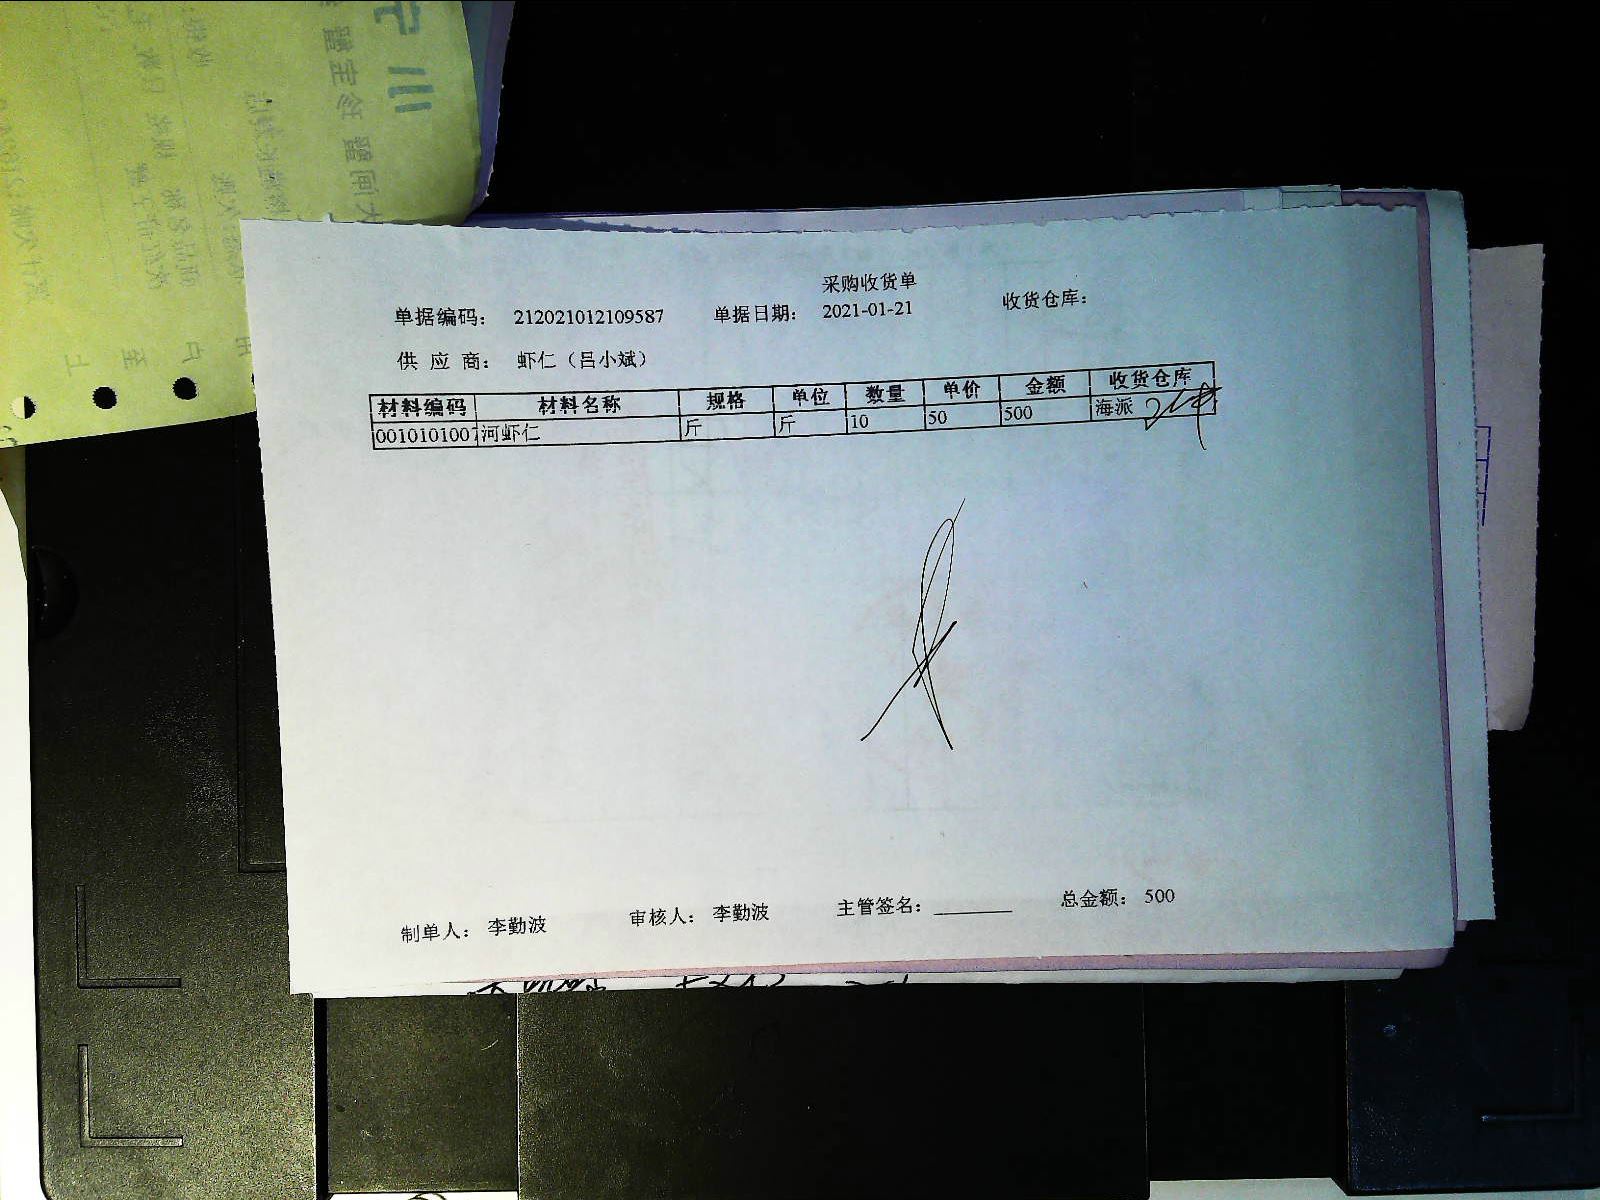 采购收货单
单据编码： 212021012109587 单据日期： 2021-01-21 收货仓库：
供 应 商： 虾仁（吕小斌）
材料编码 材料名称 规格 单位 数量 单价 金额 收货仓库
0010101007 河虾仁 斤 斤 10 50 500 海派
制单人： 李勤波 审核人： 李勤波 主管签名： 总金额： 500